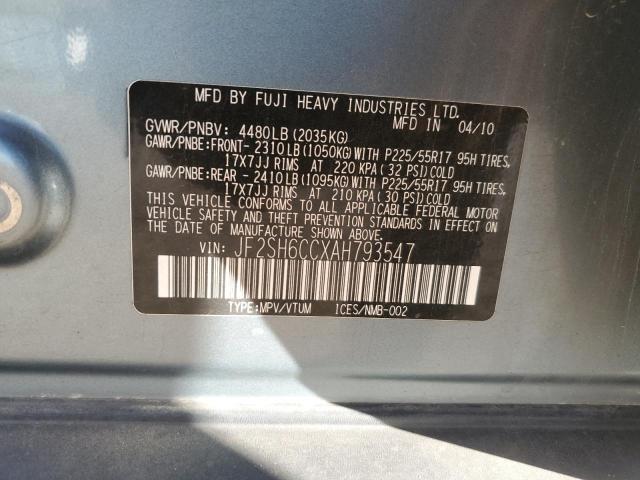 MFD BY FUJI HEAVY INDUSTRIES LTD.
MFD IN 04/10
GVWR/PNBV: 4480LB (2035KG)
GAWR/PNBE:FRONT- 2310LB(1050KG)WITH P225/55R17 95H TIRES,
17X7JJ RIMS AT 220 KPA (32 PSI)COLD
GAWR/PNBE:REAR - 2410LB(1095KG)WITH P225/55R17 95H TIRES,
17X7JJ RIMS AT 210 KPA (30 PSI)COLD
THIS VEHICLE CONFORMS TO ALL APPLICABLE FEDERAL MOTOR
VEHICLE SAFETY AND THEFT PREVENTION STANDARDS IN EFFECT ON
THE DATE OF MANUFACTURE SHOWN ABOVE.
VIN: JF2SH6CCXAH793547
TYPE:MPV/VTUM ICES/NMB-002